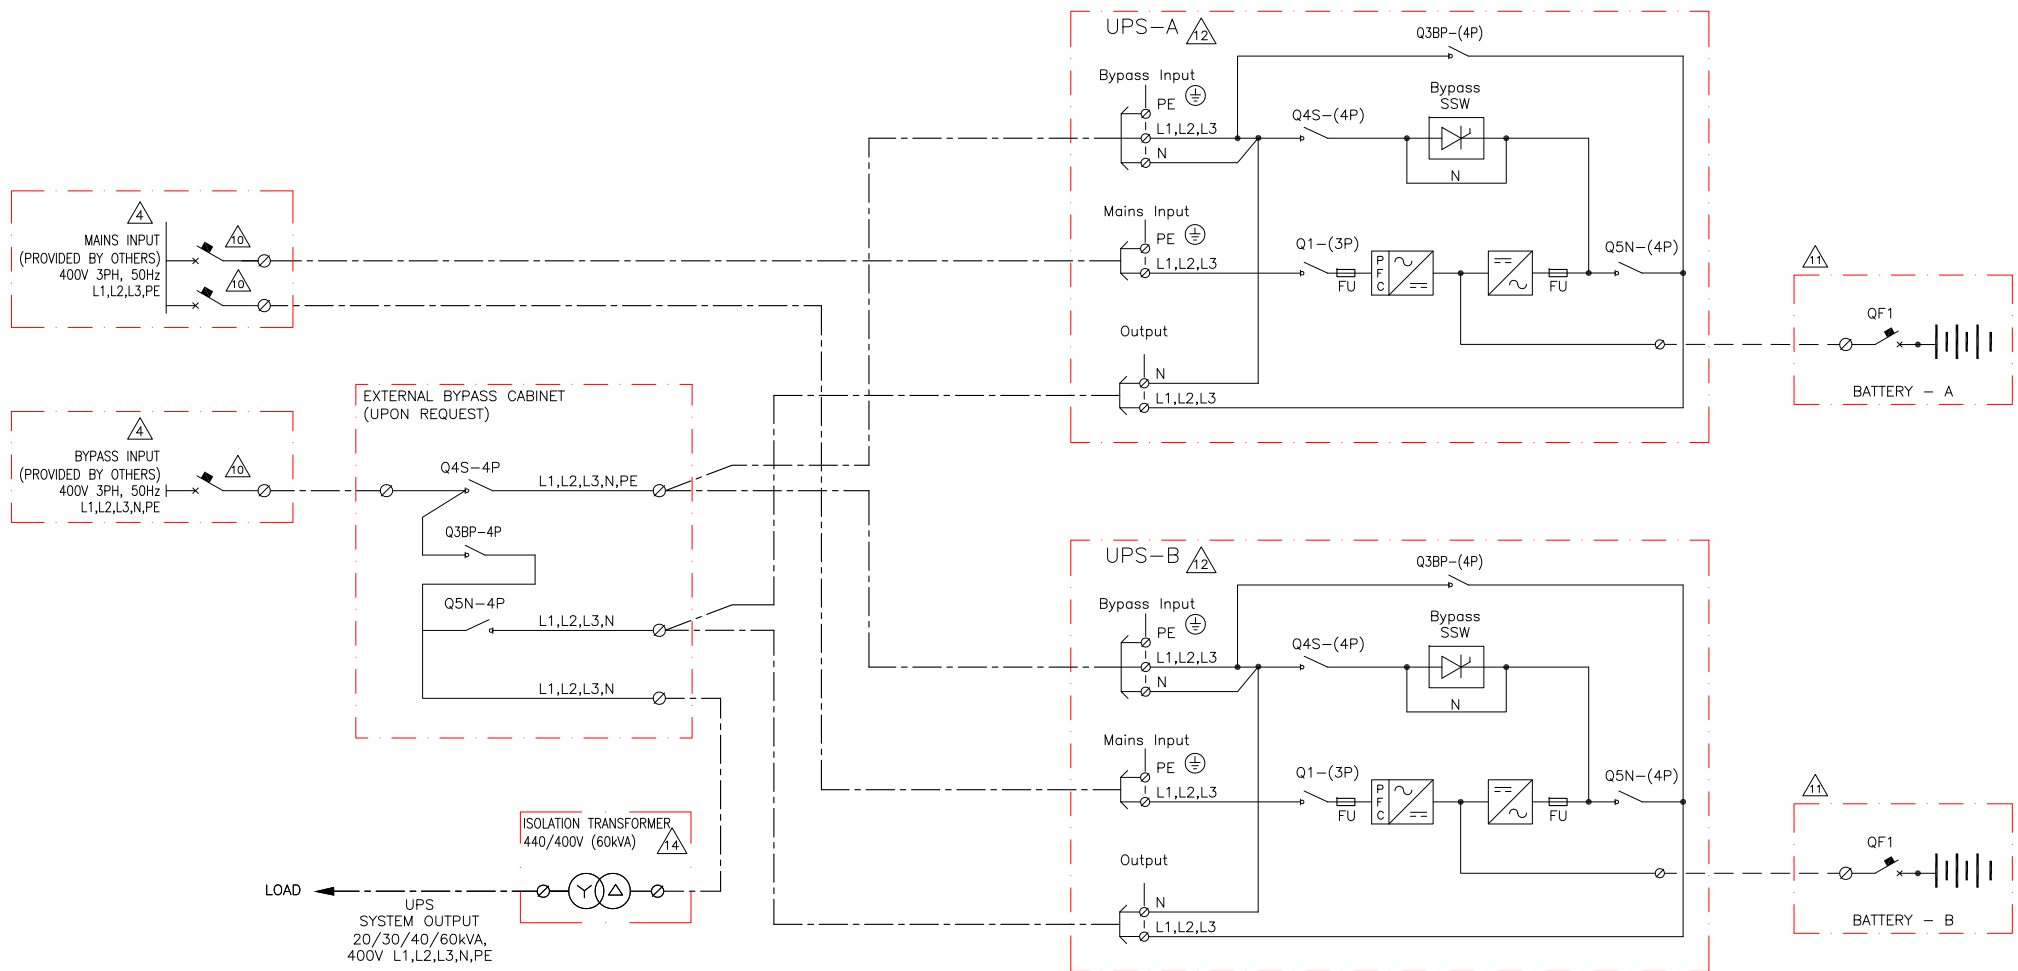 4
MAINS INPUT
(PROVIDED BY OTHERS)
400V 3PH, 50Hz
L1,L2,L3,PE
10
10
4
BYPASS INPUT
(PROVIDED BY OTHERS)
400V 3PH, 50Hz
L1,L2,L3,N,PE
10
EXTERNAL BYPASS CABINET
(UPON REQUEST)
Q4S-4P
L1,L2,L3,N,PE
Q3BP-4P
Q5N-4P
L1,L2,L3,N
L1,L2,L3,N
ISOLATION TRANSFORMER
440/400V (60kVA)
14
LOAD
UPS
SYSTEM OUTPUT
20/30/40/60kVA,
400V L1,L2,L3,N,PE
UPS-A
12
Q3BP-(4P)
Bypass Input
PE
L1,L2,L3
N
Q4S-(4P)
Bypass
SSW
N
Mains Input
PE
L1,L2,L3
Q1-(3P)
FU
P
F
C
FU
Q5N-(4P)
Output
N
L1,L2,L3
11
QF1
BATTERY - A
UPS-B
12
Q3BP-(4P)
Bypass Input
PE
L1,L2,L3
N
Q4S-(4P)
Bypass
SSW
N
Mains Input
PE
L1,L2,L3
Q1-(3P)
FU
P
F
C
FU
Q5N-(4P)
Output
N
L1,L2,L3
11
QF1
BATTERY - B